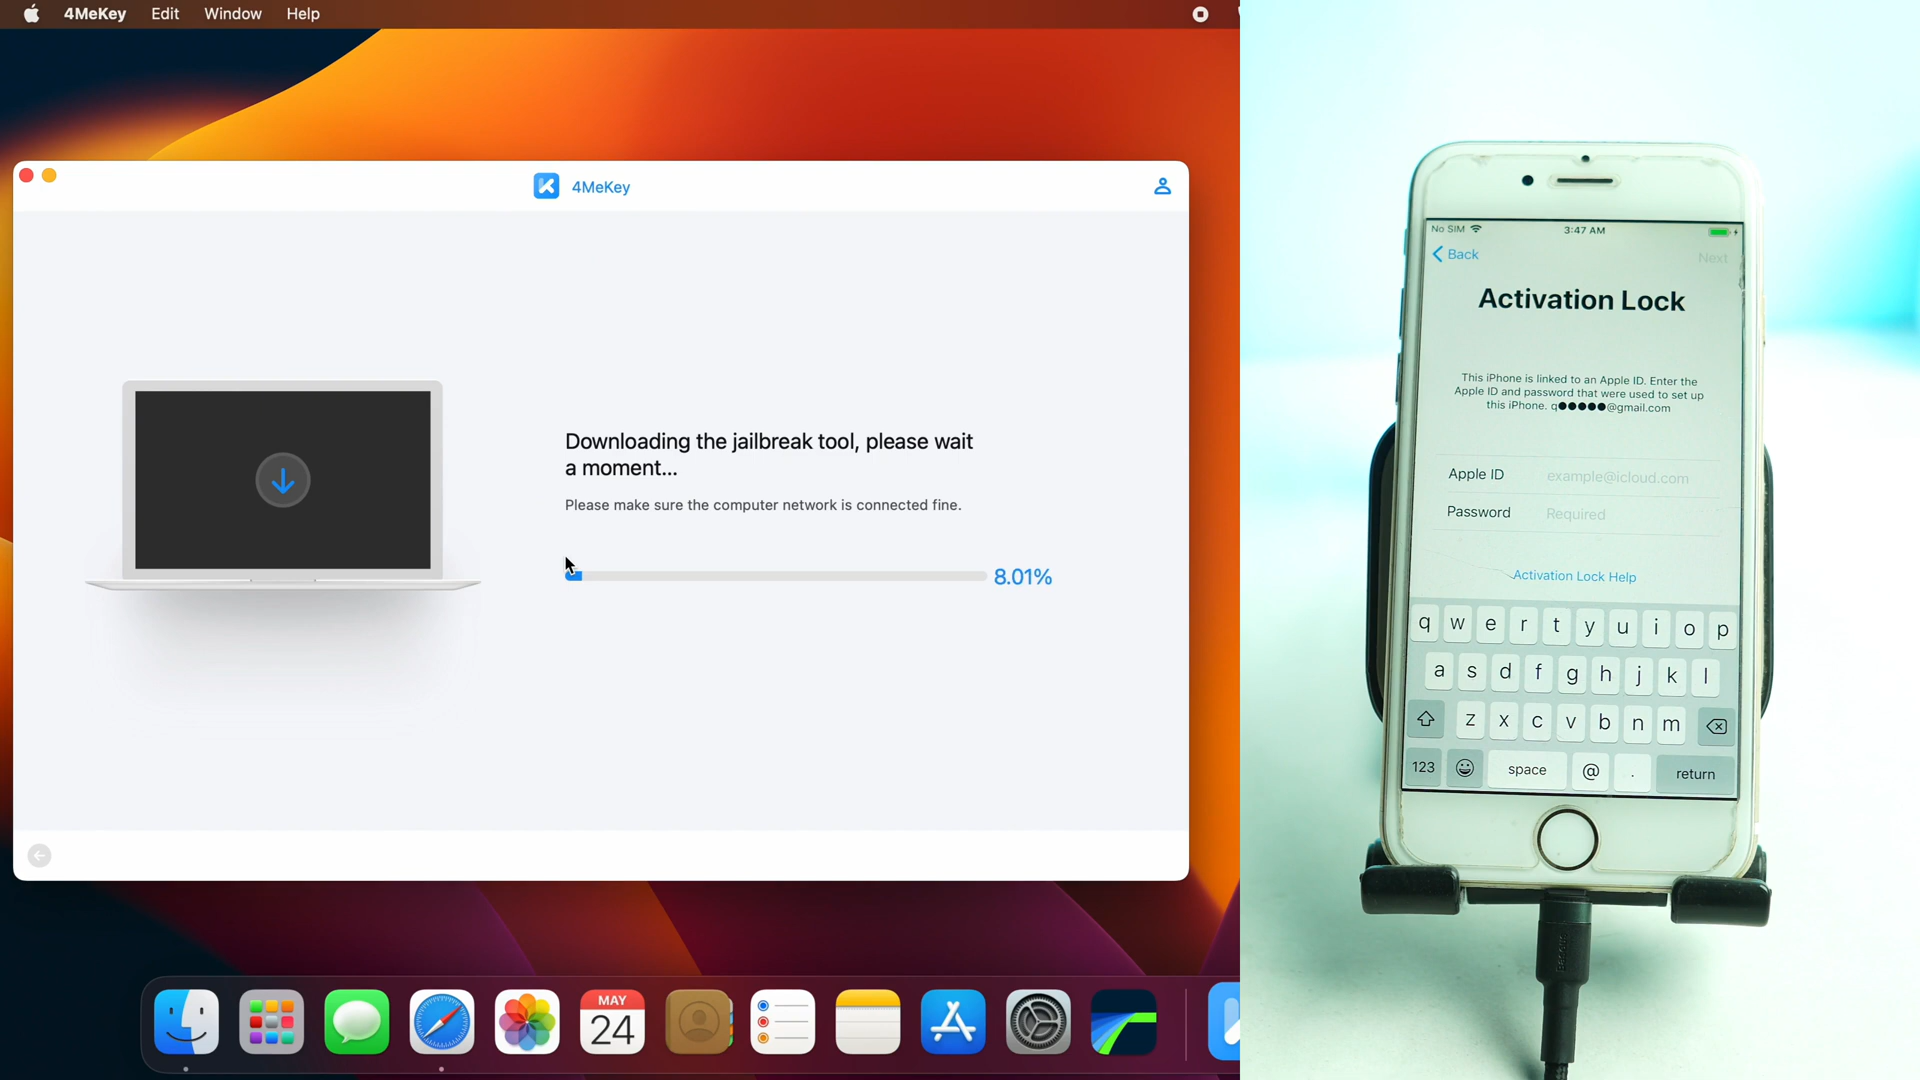 4MeKey Edit Window Help
4MeKey
Downloading the jailbreak tool, please wait
a moment...
Please make sure the computer network is connected fine.
8.01%
MAY
24
No SIM 3:47 AM
Back Next
Activation Lock
This iPhone is linked to an Apple ID. Enter the
Apple ID and password that were used to set up
this iPhone. q●●●●●@gmail.com
Apple ID example@icloud.com
Password Required
Activation Lock Help
q w e r t y u i o p
a s d f g h j k l
z x c v b n m
123 space @ . return
baseus